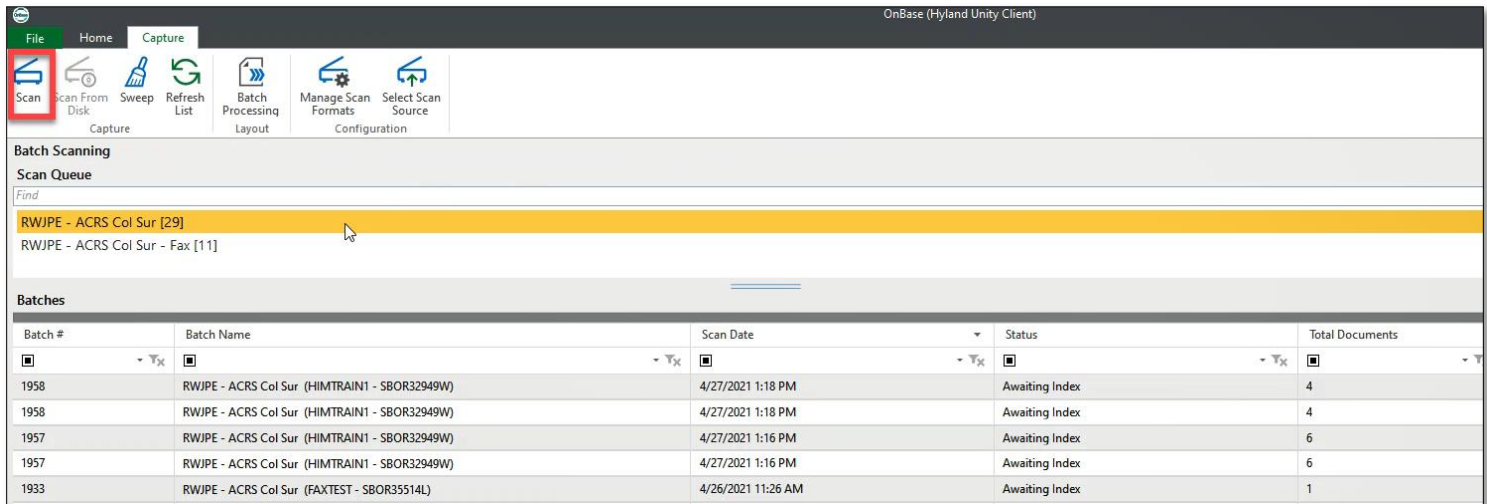 OnBase
OnBase (Hyland Unity Client)
File Home Capture
Scan Scan From Disk Sweep Refresh List Batch Processing Manage Scan Formats Select Scan Source
Capture Layout Configuration
Batch Scanning
Scan Queue
Find
RWJPE - ACRS Col Sur [29]
RWJPE - ACRS Col Sur - Fax [11]
Batches
Batch # Batch Name Scan Date Status Total Documents
1958 RWJPE - ACRS Col Sur (HIMTRAIN1 - SBOR32949W) 4/27/2021 1:18 PM Awaiting Index 4
1958 RWJPE - ACRS Col Sur (HIMTRAIN1 - SBOR32949W) 4/27/2021 1:18 PM Awaiting Index 4
1957 RWJPE - ACRS Col Sur (HIMTRAIN1 - SBOR32949W) 4/27/2021 1:16 PM Awaiting Index 6
1957 RWJPE - ACRS Col Sur (HIMTRAIN1 - SBOR32949W) 4/27/2021 1:16 PM Awaiting Index 6
1933 RWJPE - ACRS Col Sur (FAXTEST - SBOR35514L) 4/26/2021 11:26 AM Awaiting Index 1